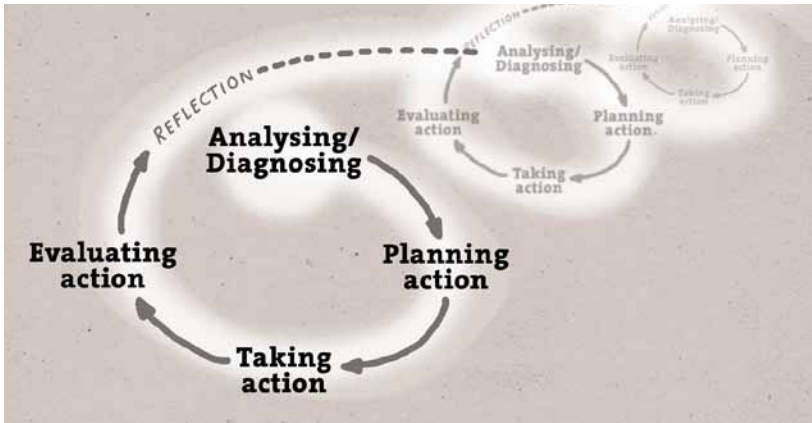 REFLECTION
Analysing/
Diagnosing
Planning
action
Taking
action
Evaluating
action
REFLECTION
Analysing/
Diagnosing
Planning
action.
Taking
action
Evaluating
action
Analyting/
Diagnosing
Planning
action
Taking
action
Evaluating
action